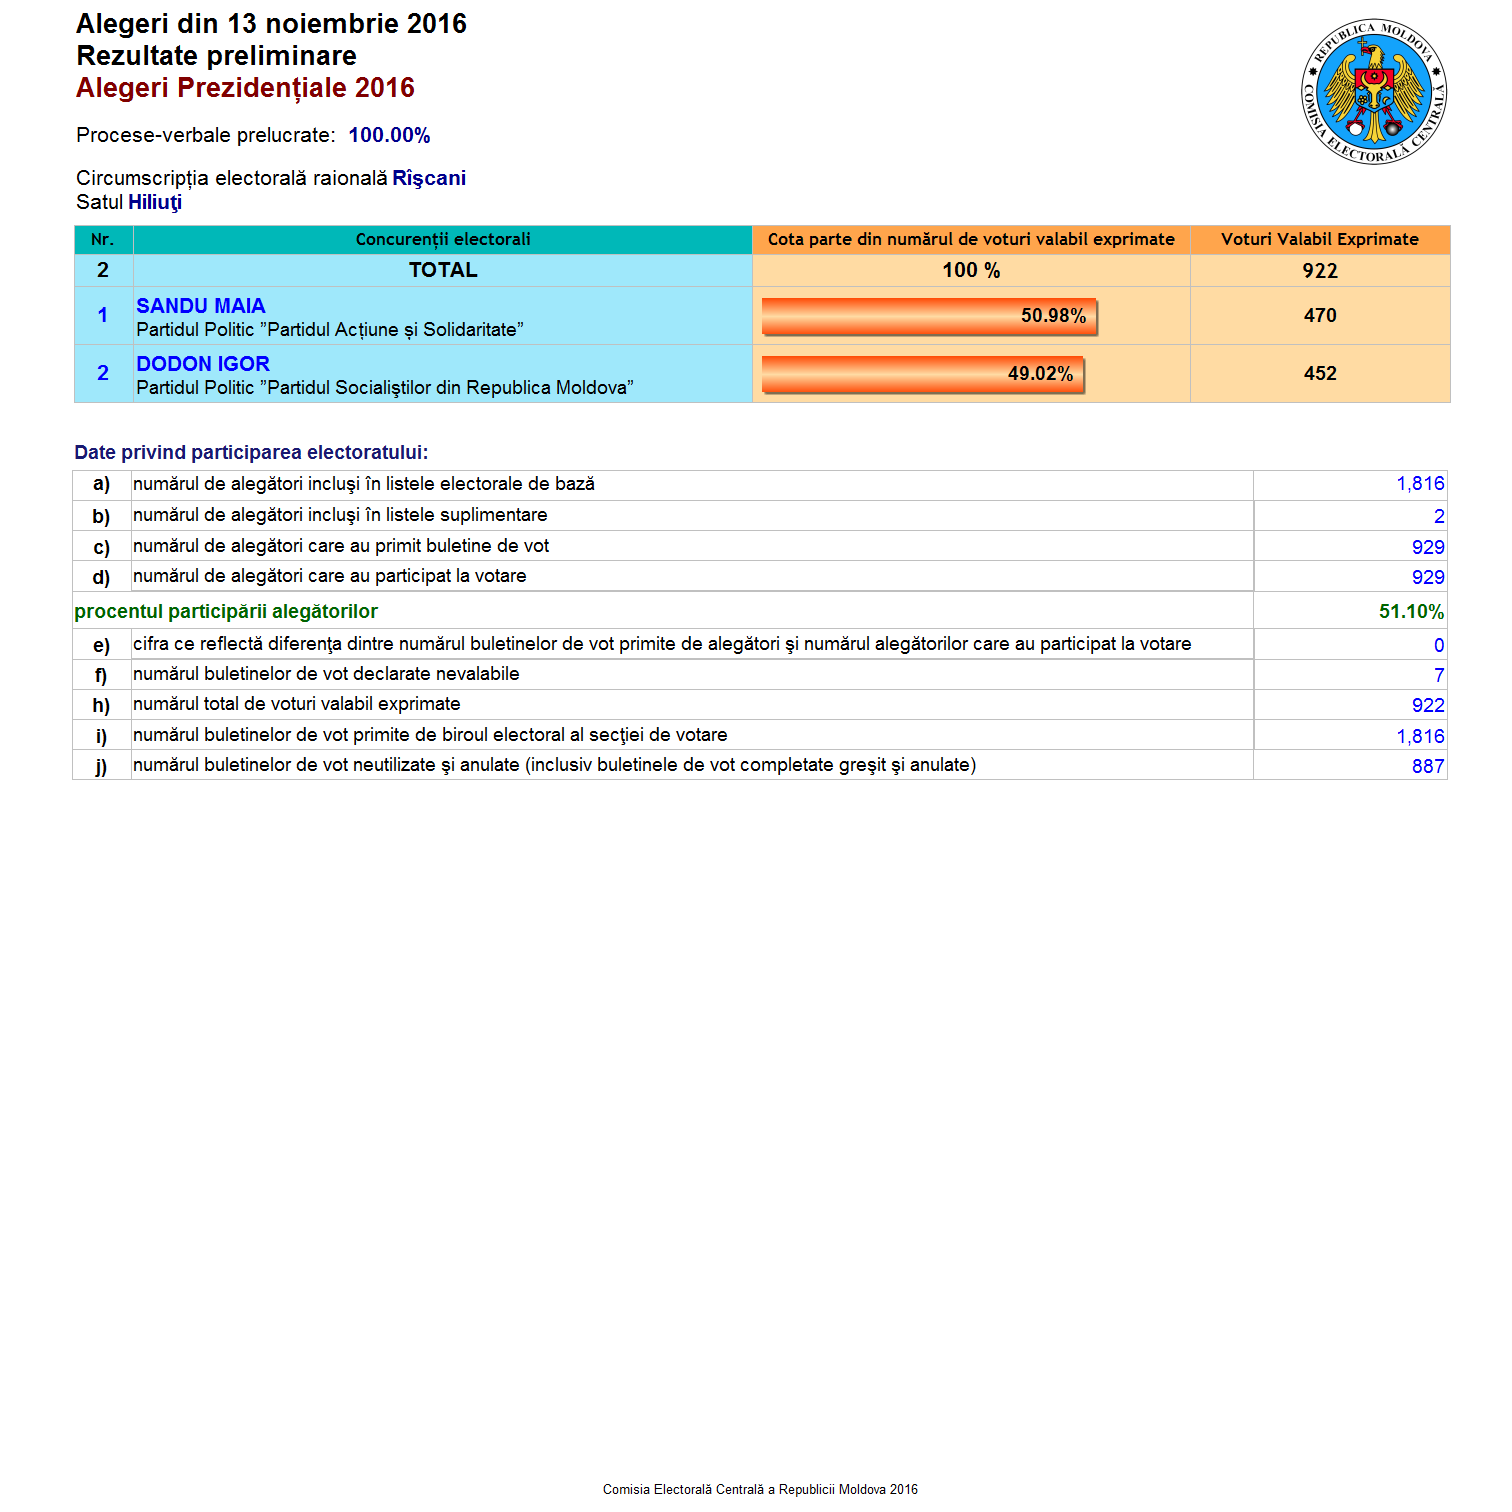 Alegeri din 13 noiembrie 2016
Rezultate preliminare
Alegeri Prezidențiale 2016
Procese-verbale prelucrate: 100.00%
Circumscripția electorală raională Rîşcani
Satul Hiliuţi
REPUBLICA MOLDOVA
COMISIA ELECTORALĂ CENTRALĂ
Nr. Concurenții electorali Cota parte din numărul de voturi valabil exprimate Voturi Valabil Exprimate
2 TOTAL 100 % 922
1 SANDU MAIA 50.98% 470
Partidul Politic ”Partidul Acțiune și Solidaritate”
2 DODON IGOR 49.02% 452
Partidul Politic ”Partidul Socialiştilor din Republica Moldova”
Date privind participarea electoratului:
a) numărul de alegători incluşi în listele electorale de bază 1,816
b) numărul de alegători incluşi în listele suplimentare 2
c) numărul de alegători care au primit buletine de vot 929
d) numărul de alegători care au participat la votare 929
procentul participării alegătorilor 51.10%
e) cifra ce reflectă diferenţa dintre numărul buletinelor de vot primite de alegători şi numărul alegătorilor care au participat la votare 0
f) numărul buletinelor de vot declarate nevalabile 7
h) numărul total de voturi valabil exprimate 922
i) numărul buletinelor de vot primite de biroul electoral al secţiei de votare 1,816
j) numărul buletinelor de vot neutilizate şi anulate (inclusiv buletinele de vot completate greşit şi anulate) 887
Comisia Electorală Centrală a Republicii Moldova 2016